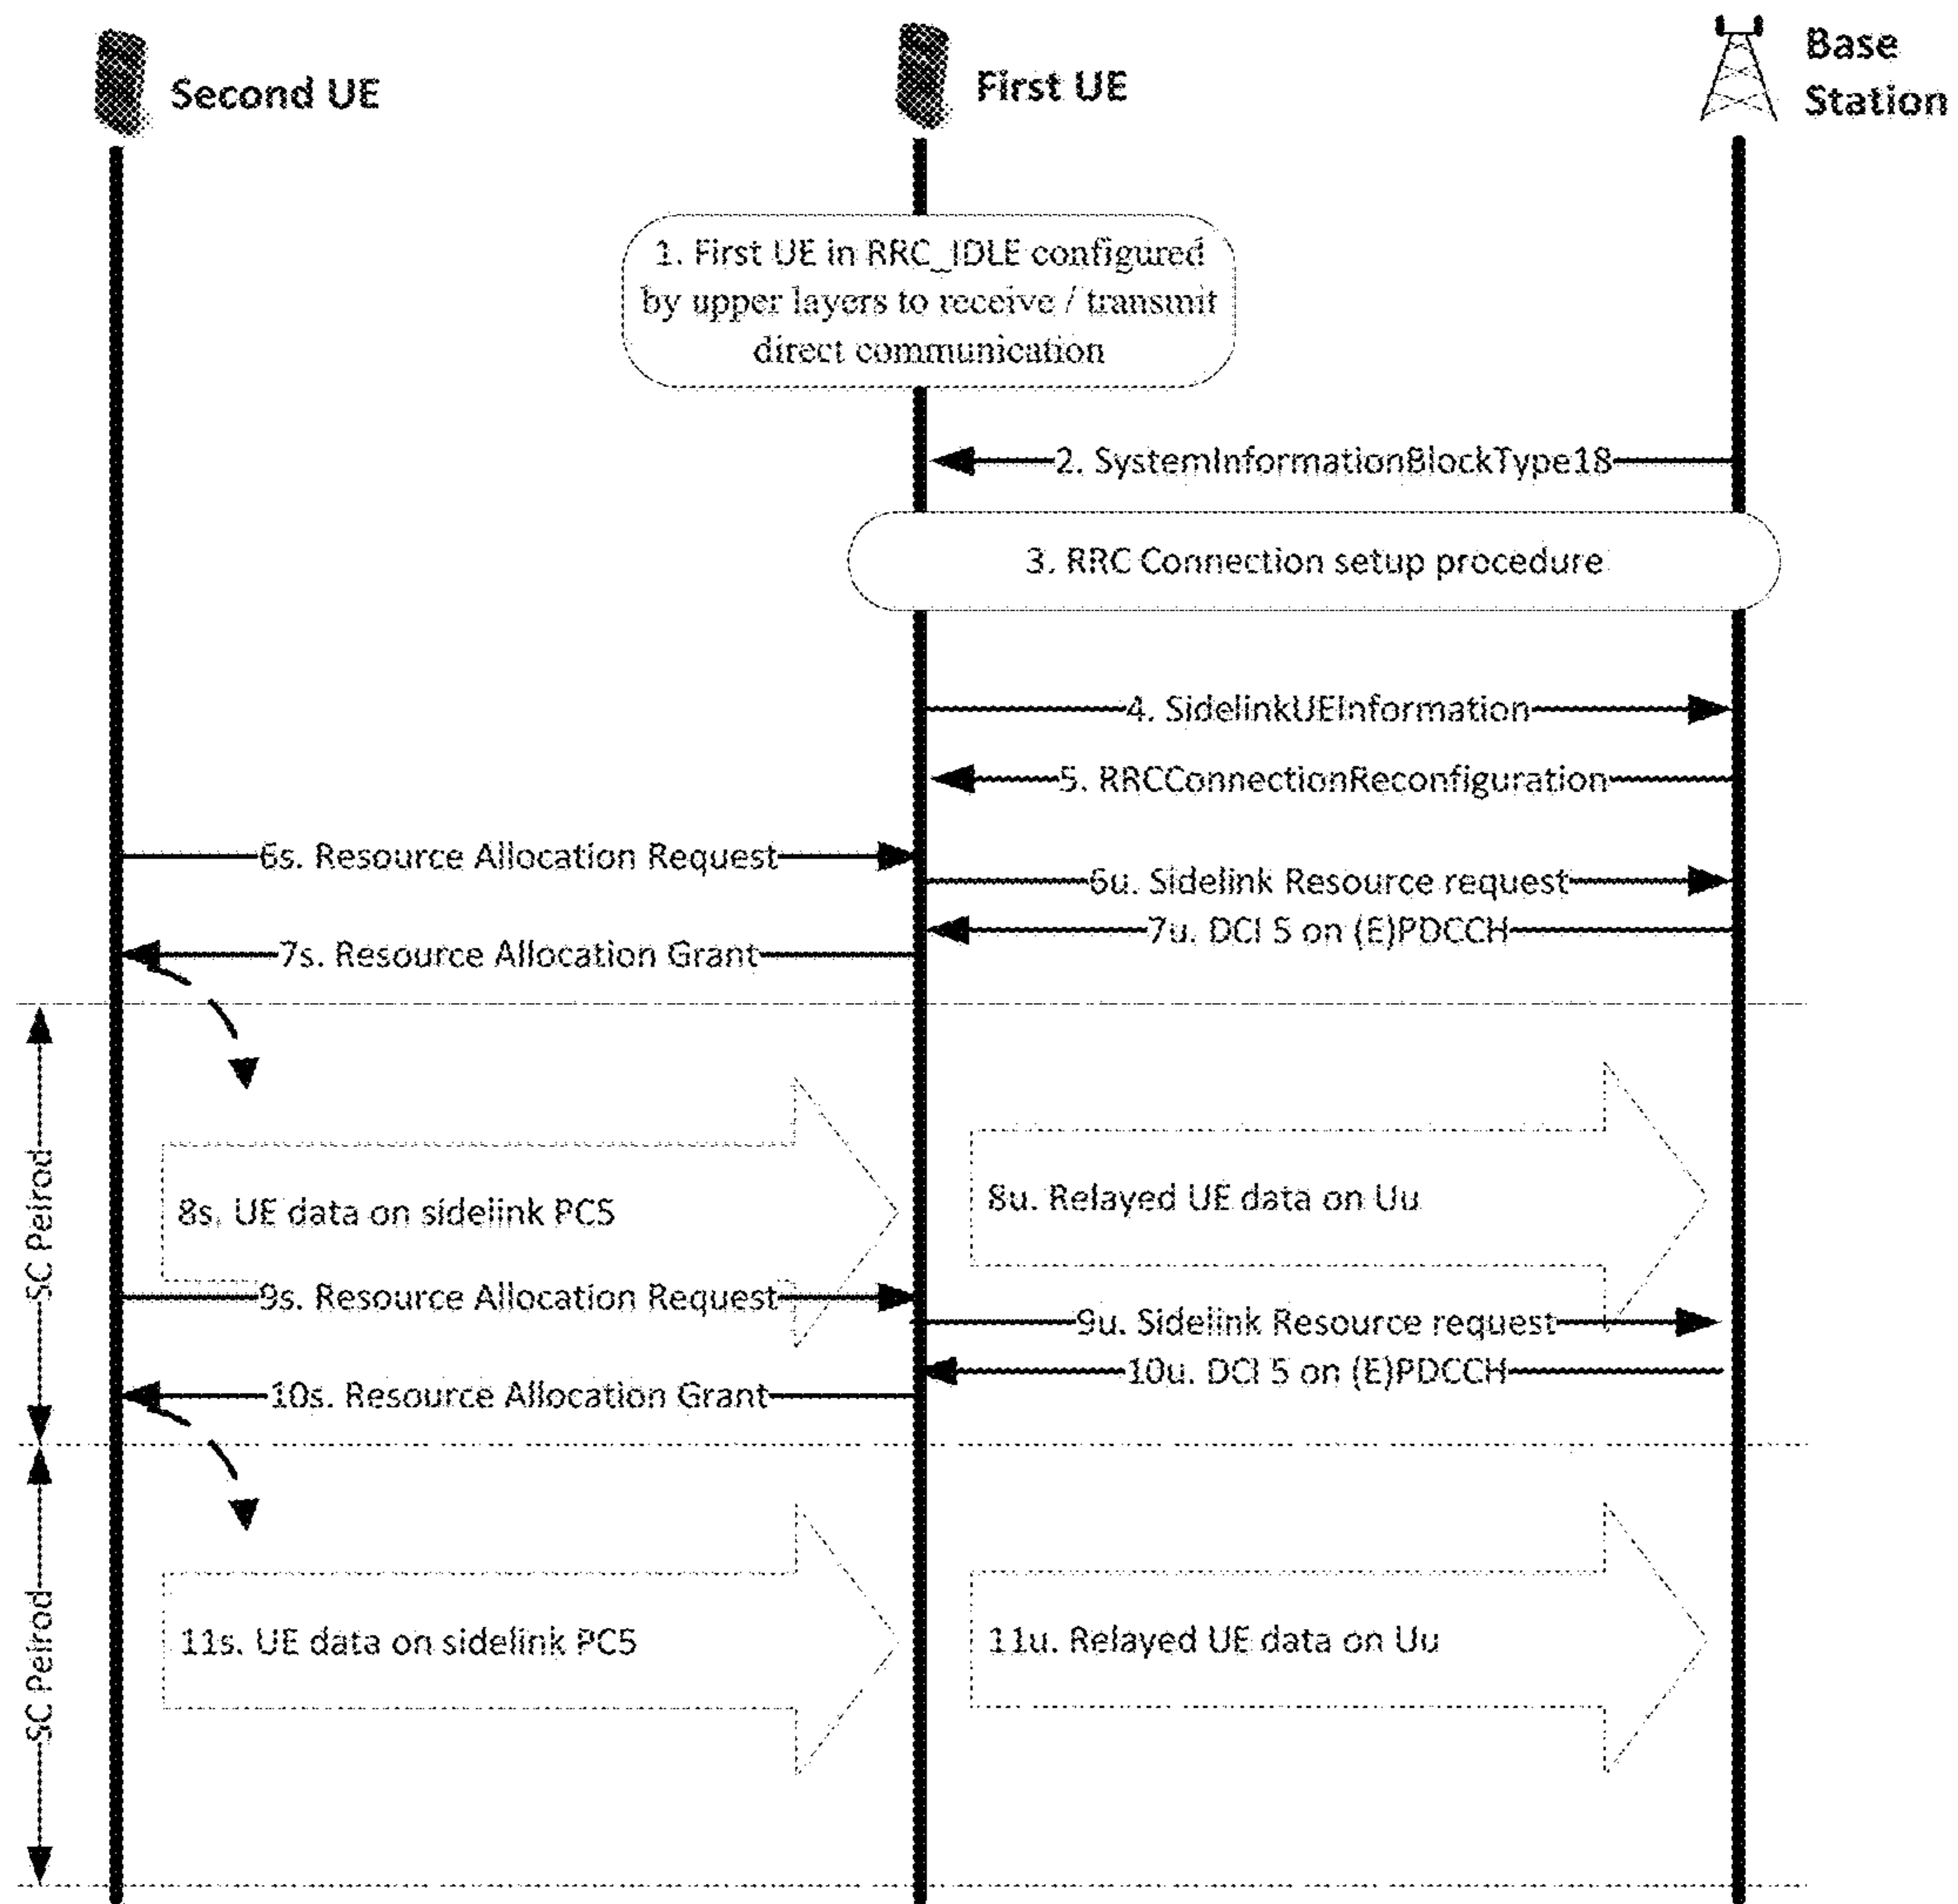 Second UE
First UE
Base
Station
1. First UE in RRC_IDLE configured
by upper layers to receive / transmit
direct communication
2. SystemInformationBlockType18
3. RRC Connection setup procedure
4. SidelinkUEInformation
5. RRCConnectionReconfiguration
6s. Resource Allocation Request
6u. Sidelink Resource request
7u. DCI 5 on (E)PDCCH
7s. Resource Allocation Grant
SC Peirod
8s. UE data on sidelink PC5
8u. Relayed UE data on Uu
9s. Resource Allocation Request
9u. Sidelink Resource request
10u. DCI 5 on (E)PDCCH
10s. Resource Allocation Grant
SC Peirod
11s. UE data on sidelink PC5
11u. Relayed UE data on Uu